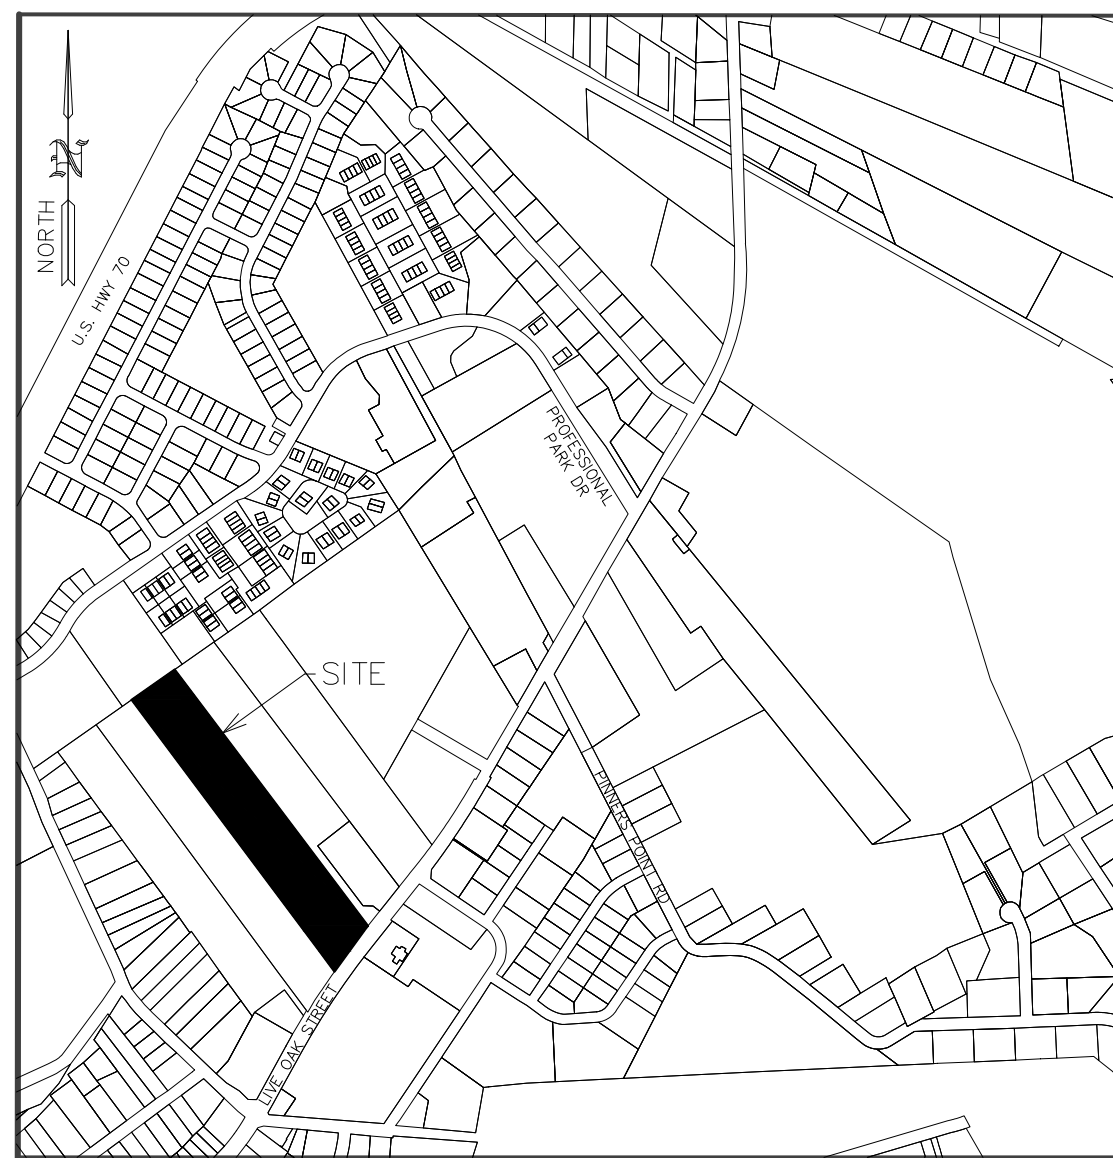 NORTH
U.S. HWY 70
PROFESSIONAL
PARK DR
SITE
PINNERS POINT RD
LIVE OAK STREET